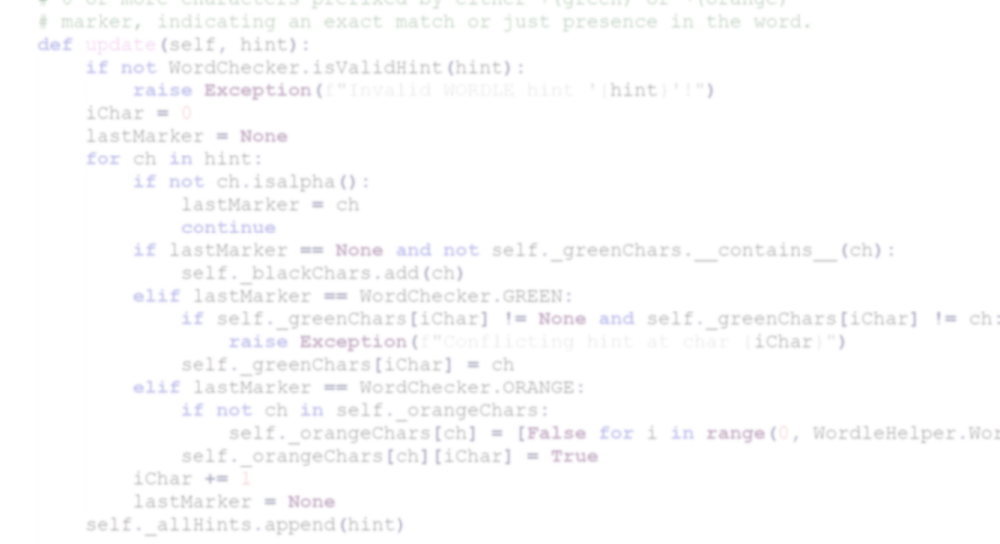 # 0 or more characters prefixed by either +(green) or *(orange)
# marker, indicating an exact match or just presence in the word.
def update(self, hint):
    if not WordChecker.isValidHint(hint):
        raise Exception(f"Invalid WORDLE hint '{hint}'!")
    iChar = 0
    lastMarker = None
    for ch in hint:
        if not ch.isalpha():
            lastMarker = ch
            continue
        if lastMarker == None and not self._greenChars.__contains__(ch):
            self._blackChars.add(ch)
        elif lastMarker == WordChecker.GREEN:
            if self._greenChars[iChar] != None and self._greenChars[iChar] != ch:
                raise Exception(f"Conflicting hint at char {iChar}")
            self._greenChars[iChar] = ch
        elif lastMarker == WordChecker.ORANGE:
            if not ch in self._orangeChars:
                self._orangeChars[ch] = [False for i in range(0, WordleHelper.Wor
            self._orangeChars[ch][iChar] = True
        iChar += 1
        lastMarker = None
    self._allHints.append(hint)